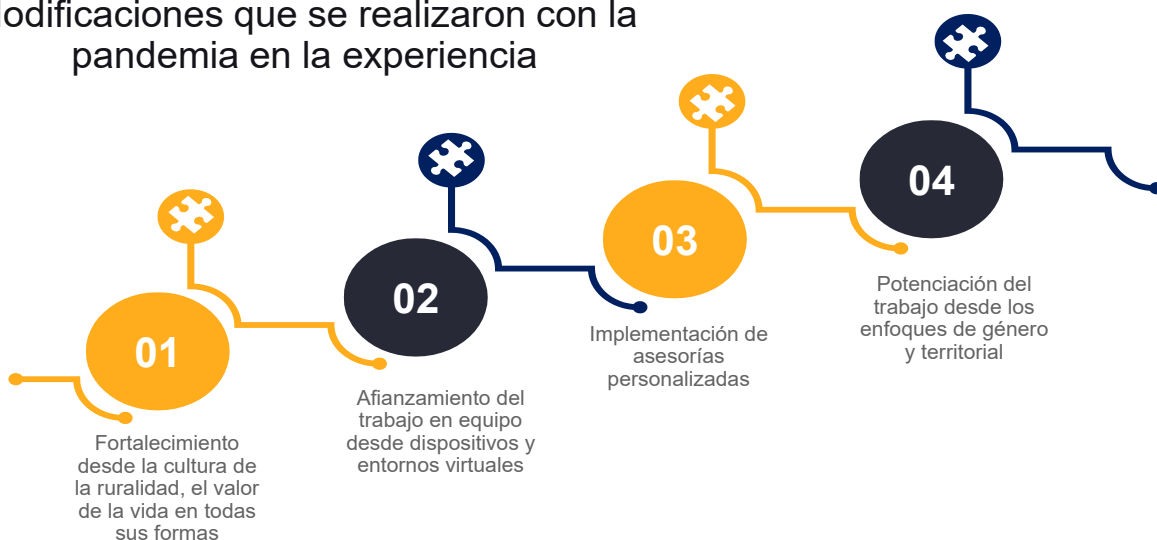 odificaciones que se realizaron con la
pandemia en la experiencia
01
Fortalecimiento
desde la cultura de
la ruralidad, el valor
de la vida en todas
sus formas
02
Afianzamiento del
trabajo en equipo
desde dispositivos y
entornos virtuales
03
Implementación de
asesorías
personalizadas
04
Potenciación del
trabajo desde los
enfoques de género
y territorial